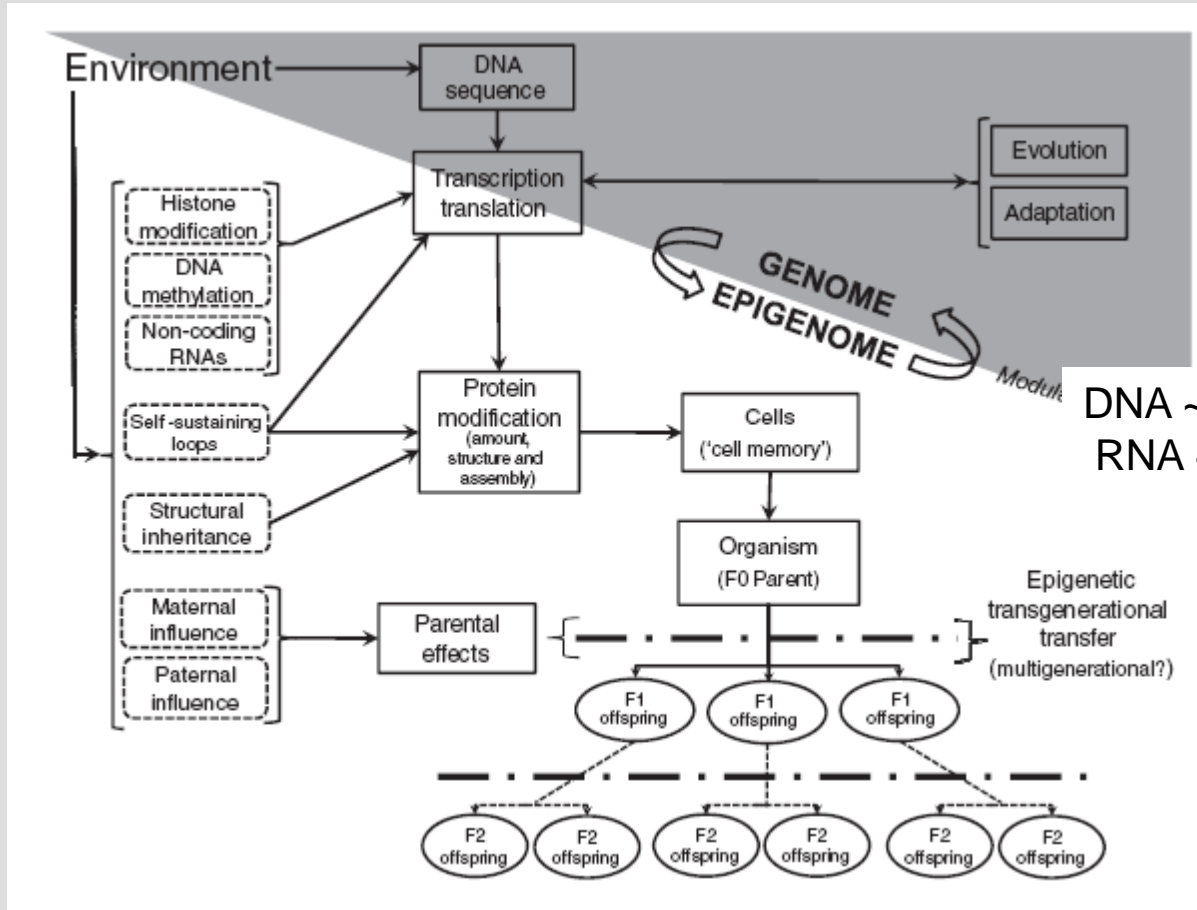 Environment
DNA
sequence
Transcription
translation
Evolution
Adaptation
Histone
modification
DNA
methylation
Non-coding
RNAs
GENOME
EPIGENOME
Self-sustaining
loops
Protein
modification
(amount,
structure and
assembly)
Cells
('cell memory')
DNA ~
RNA
Structural
inheritance
Organism
(F0 Parent)
Maternal
influence
Paternal
influence
Parental
effects
Epigenetic
transgenerational
transfer
(multigenerational?)
F1
offspring
F1
offspring
F1
offspring
F2
offspring
F2
offspring
F2
offspring
F2
offspring
F2
offspring
F2
offspring